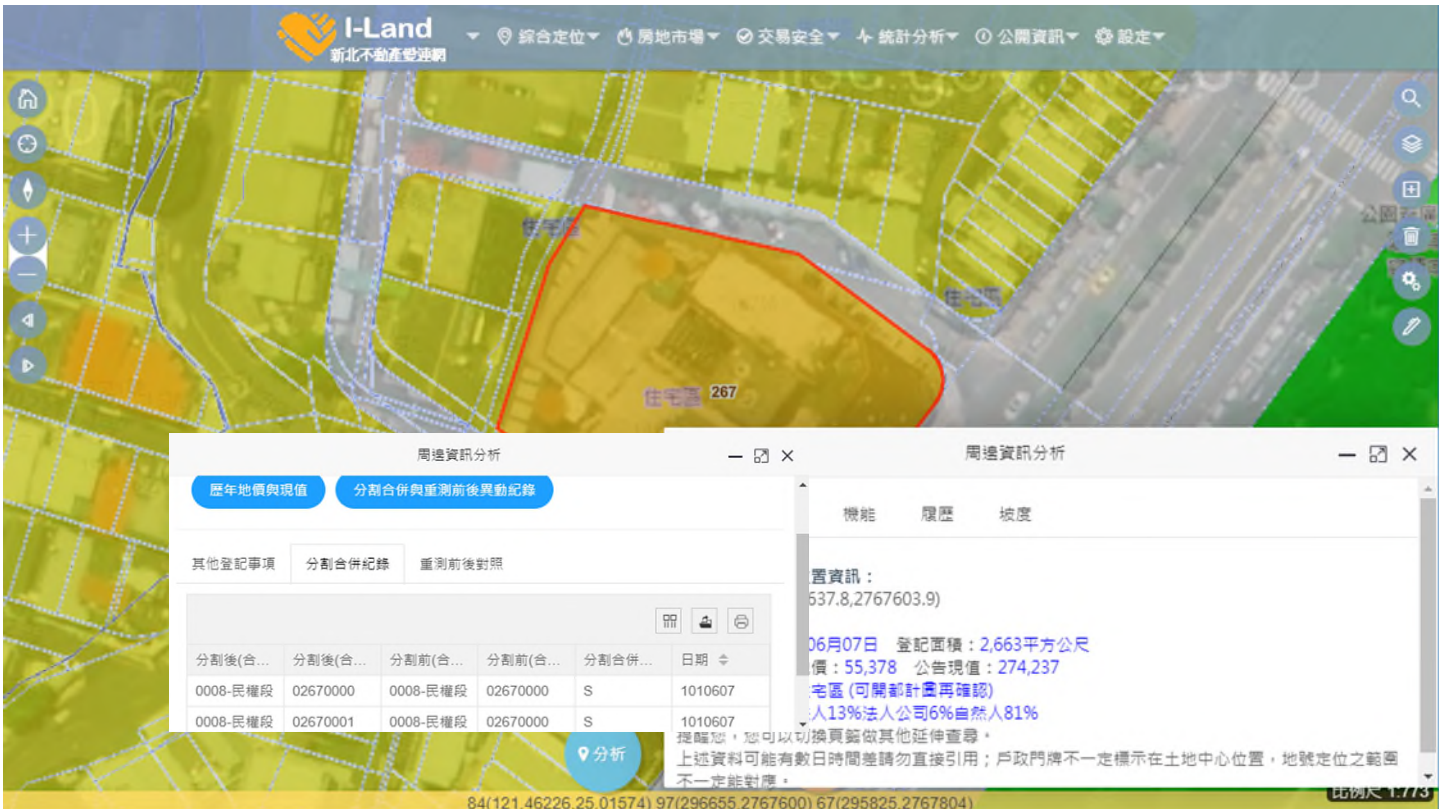 I-Land
新北不動產愛連網
綜合定位
房地市場
交易安全
統計分析
公開資訊
設定
住宅區
住宅區
住宅區 267
周邊資訊分析
歷年地價與現值
分割合併與重測前後異動紀錄
其他登記事項 分割合併紀錄 重測前後對照
分割後(合... 分割後(合... 分割前(合... 分割前(合... 分割合併... 日期
0008-民權段 02670000 0008-民權段 02670000 S 1010607
0008-民權段 02670001 0008-民權段 02670000 S 1010607
周邊資訊分析
機能 履歷 坡度
置資訊：
537.8,2767603.9)
06月07日 登記面積：2,663平方公尺
價：55,378 公告現值：274,237
宅區 (可開都計圖再確認)
人13%法人公司6%自然人81%
提醒您，您可以切換頁籤做其他延伸查尋。
上述資料可能有數日時間差請勿直接引用；戶政門牌不一定標示在土地中心位置，地號定位之範圍
不一定能對應。
分析
84(121.46226,25.01574) 97(296655,2767600) 67(295825,2767804)
比例尺 1:773